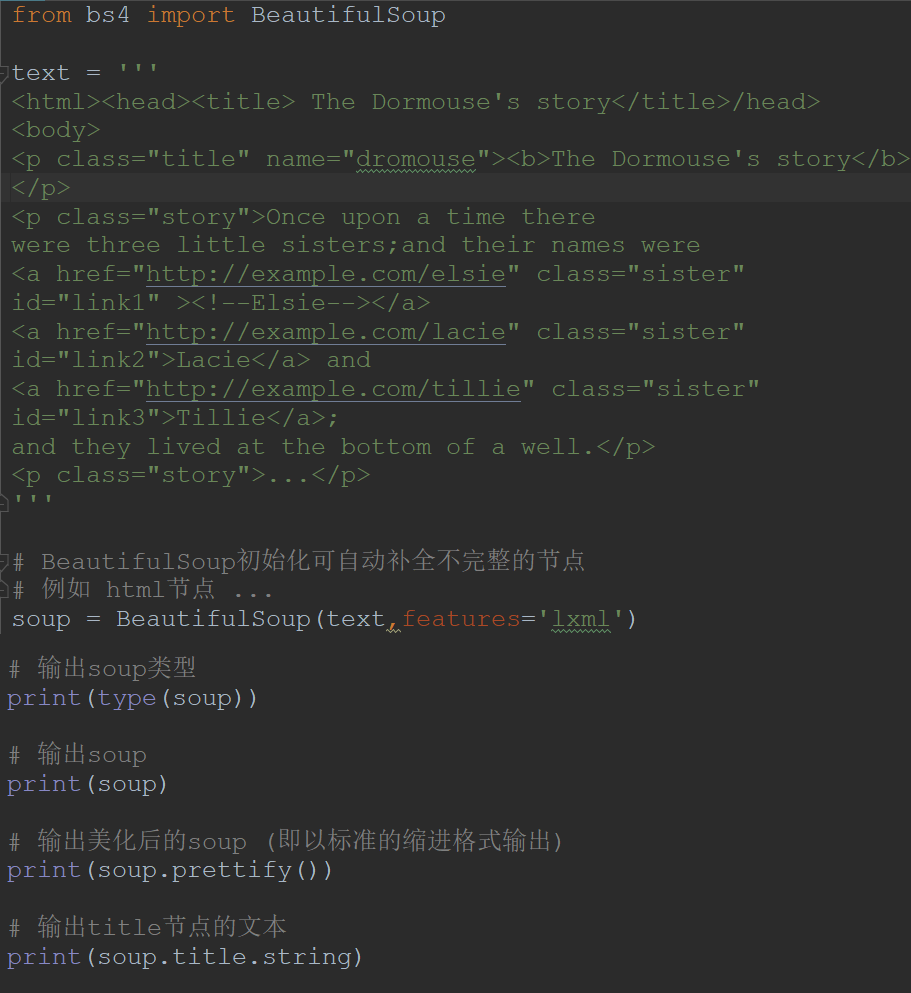 from bs4 import BeautifulSoup
text = '''
<html><head><title> The Dormouse's story</title>/head>
<body>
<p class="title" name="dromouse"><b>The Dormouse's story</b>
</p>
<p class="story">Once upon a time there
were three little sisters;and their names were
<a href="http://example.com/elsie" class="sister"
id="link1" ><!--Elsie--></a>
<a href="http://example.com/lacie" class="sister"
id="link2">Lacie</a> and
<a href="http://example.com/tillie" class="sister"
id="link3">Tillie</a>;
and they lived at the bottom of a well.</p>
<p class="story">...</p>
'''
# BeautifulSoup初始化可自动补全不完整的节点
# 例如 html节点 ...
soup = BeautifulSoup(text,features='lxml')
# 输出soup类型
print(type(soup))
# 输出soup
print(soup)
# 输出美化后的soup (即以标准的缩进格式输出)
print(soup.prettify())
# 输出title节点的文本
print(soup.title.string)